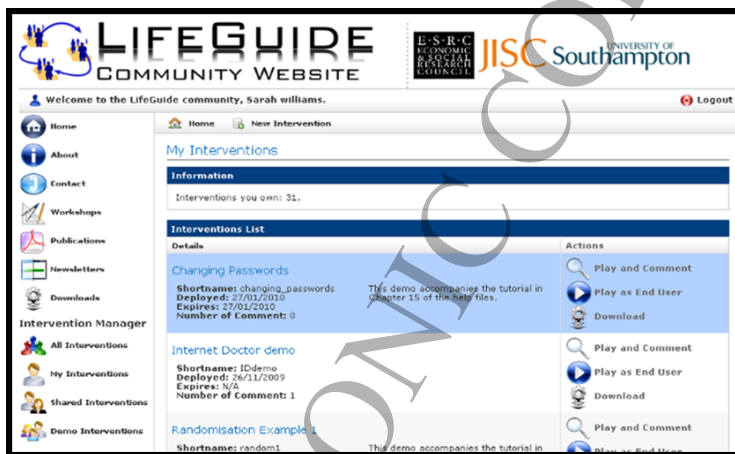 LIFEGUIDE
COMMUNITY WEBSITE
E·S·R·C
ECONOMIC
& SOCIAL
RESEARCH
COUNCIL
JISC
UNIVERSITY OF
Southampton
Welcome to the LifeGuide community, Sarah williams.
Logout
Home
About
Contact
Workshops
Publications
Newsletters
Downloads
Intervention Manager
All Interventions
My Interventions
Shared Interventions
Demo Interventions
Home New Intervention
My Interventions
Information
Interventions you own: 31.
Interventions List
Details Actions
Changing Passwords
Shortname: changing_passwords
Deployed: 27/01/2010
Expires: 27/01/2010
Number of Comment: 0
This demo accompanies the tutorial in
Chapter 15 of the help files.
Play and Comment
Play as End User
Download
Internet Doctor demo
Shortname: IDdemo
Deployed: 26/11/2009
Expires: N/A
Number of Comment: 1
Play and Comment
Play as End User
Download
Randomisation Example 1
Shortname: random1
This demo accompanies the tutorial in
Play and Comment
Play as End User
ONIC CO